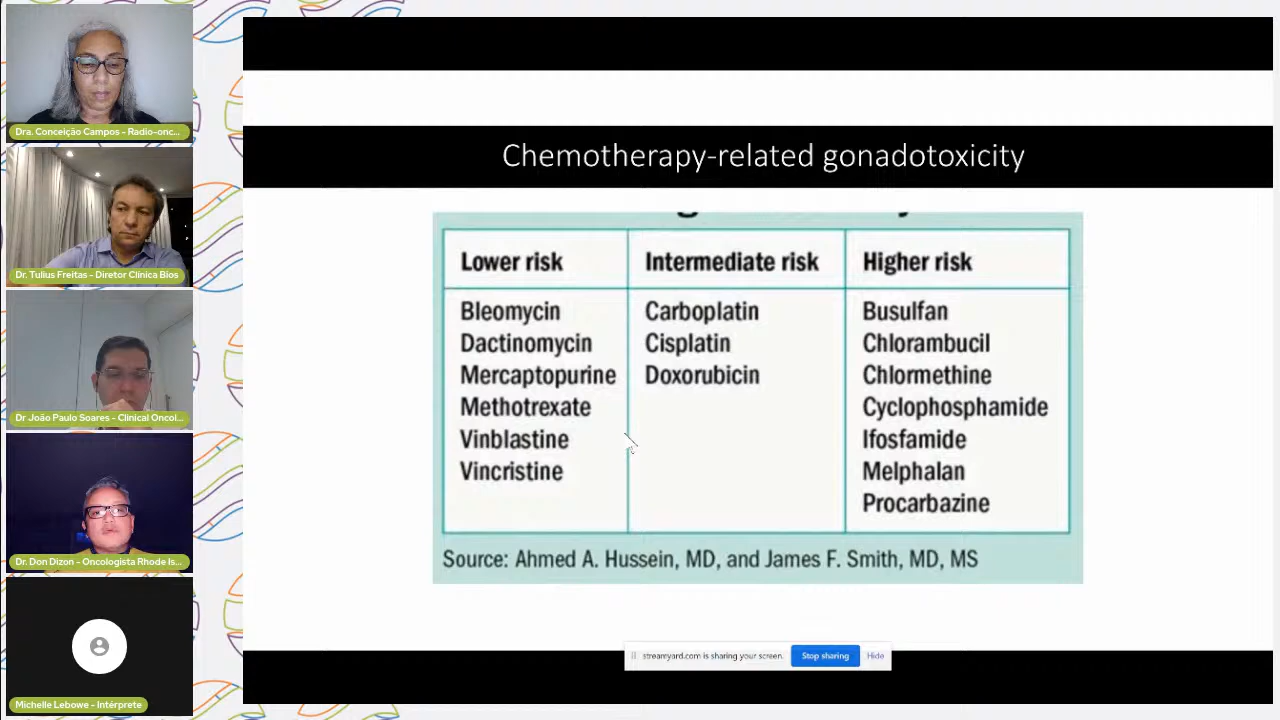 Dra. Conceição Campos - Radio-onc...
Dr. Tulius Freitas - Diretor Clínica Bios
Dr João Paulo Soares - Clinical Oncol...
Dr. Don Dizon - Oncologista Rhode Is...
Michelle Lebowe - Intérprete
Chemotherapy-related gonadotoxicity
Lower risk
Bleomycin
Dactinomycin
Mercaptopurine
Methotrexate
Vinblastine
Vincristine
Intermediate risk
Carboplatin
Cisplatin
Doxorubicin
Higher risk
Busulfan
Chlorambucil
Chlormethine
Cyclophosphamide
Ifosfamide
Melphalan
Procarbazine
Source: Ahmed A. Hussein, MD, and James F. Smith, MD, MS
streamyard.com is sharing your screen.
Stop sharing
Hide